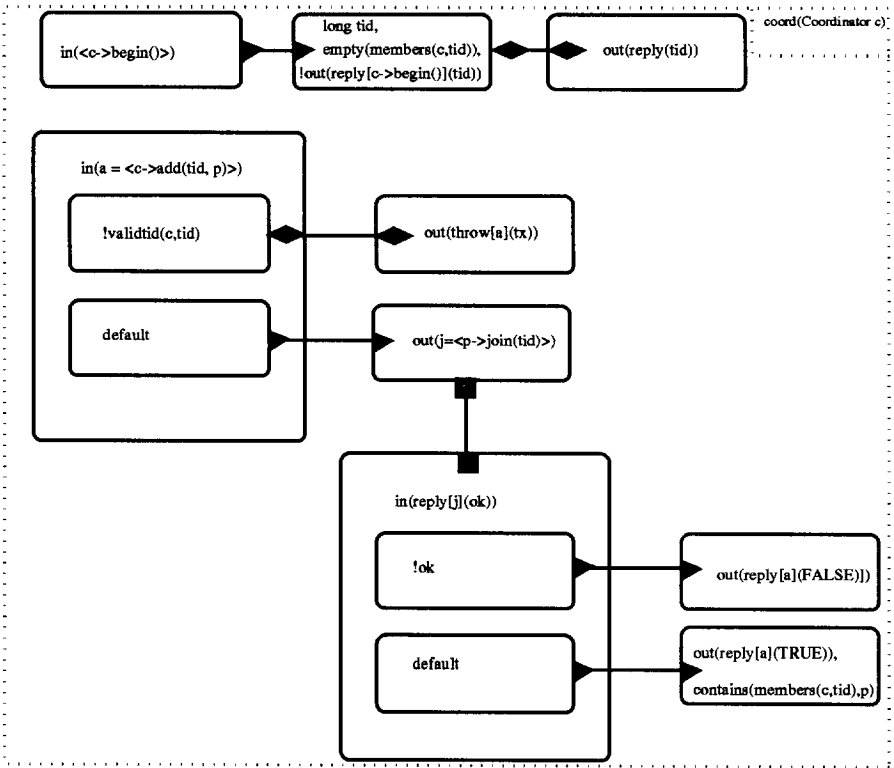 coord(Coordinator c)
in(<c->begin()>)
long tid,
empty(members(c,tid)),
!out(reply[c->begin()](tid))
out(reply(tid))
in(a = <c->add(tid, p)>)
!validtid(c,tid)
out(throw[a](tx))
default
out(j=<p->join(tid)>)
in(reply[j](ok))
!ok
out(reply[a](FALSE)])
default
out(reply[a](TRUE)),
contains(members(c,tid),p)